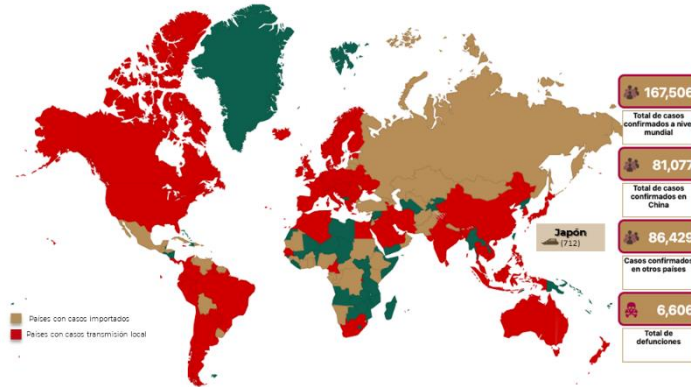 167,506
Total de casos
confirmados a nivel
mundial
81,077
Total de casos
confirmados en
China
Japón
(712)
86,429
Casos confirmados
en otros países
6,606
Total de
defunciones
Países con casos importados
Países con casos transmisión local